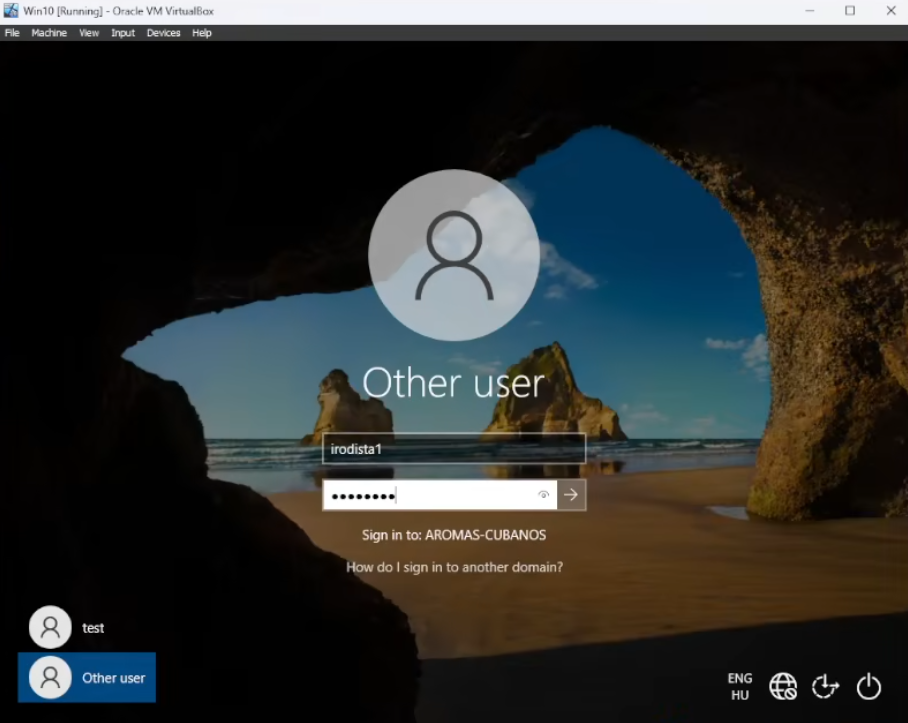 Win10 [Running] - Oracle VM VirtualBox
File Machine View Input Devices Help
Other user
irodista1
Sign in to: AROMAS-CUBANOS
How do I sign in to another domain?
test
Other user
ENG
HU